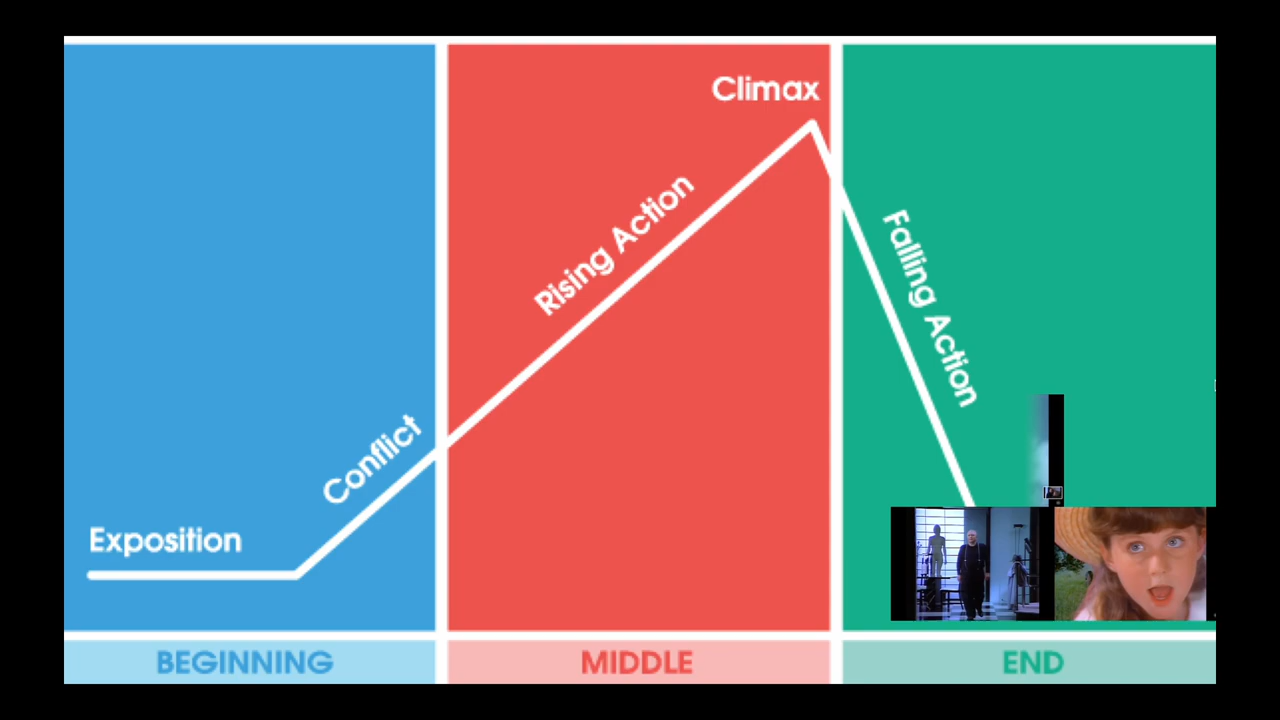 Climax
Rising Action
Falling Action
Conflict
Exposition
BEGINNING
MIDDLE
END